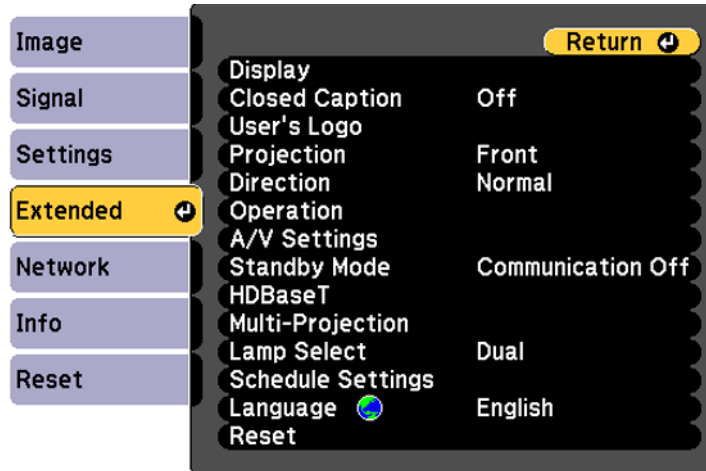 Image
Signal
Settings
Extended
Network
Info
Reset
Return
Display
Closed Caption Off
User's Logo
Projection Front
Direction Normal
Operation
A/V Settings
Standby Mode Communication Off
HDBaseT
Multi-Projection
Lamp Select Dual
Schedule Settings
Language English
Reset